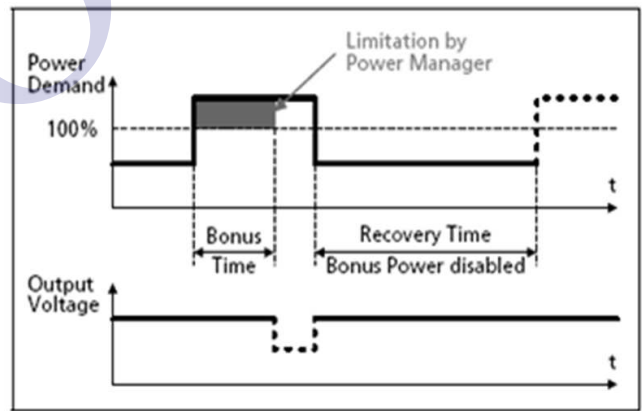 Limitation by
Power Manager
Power
Demand
100%
t
Bonus
Time
Recovery Time
Bonus Power disabled
Output
Voltage
t